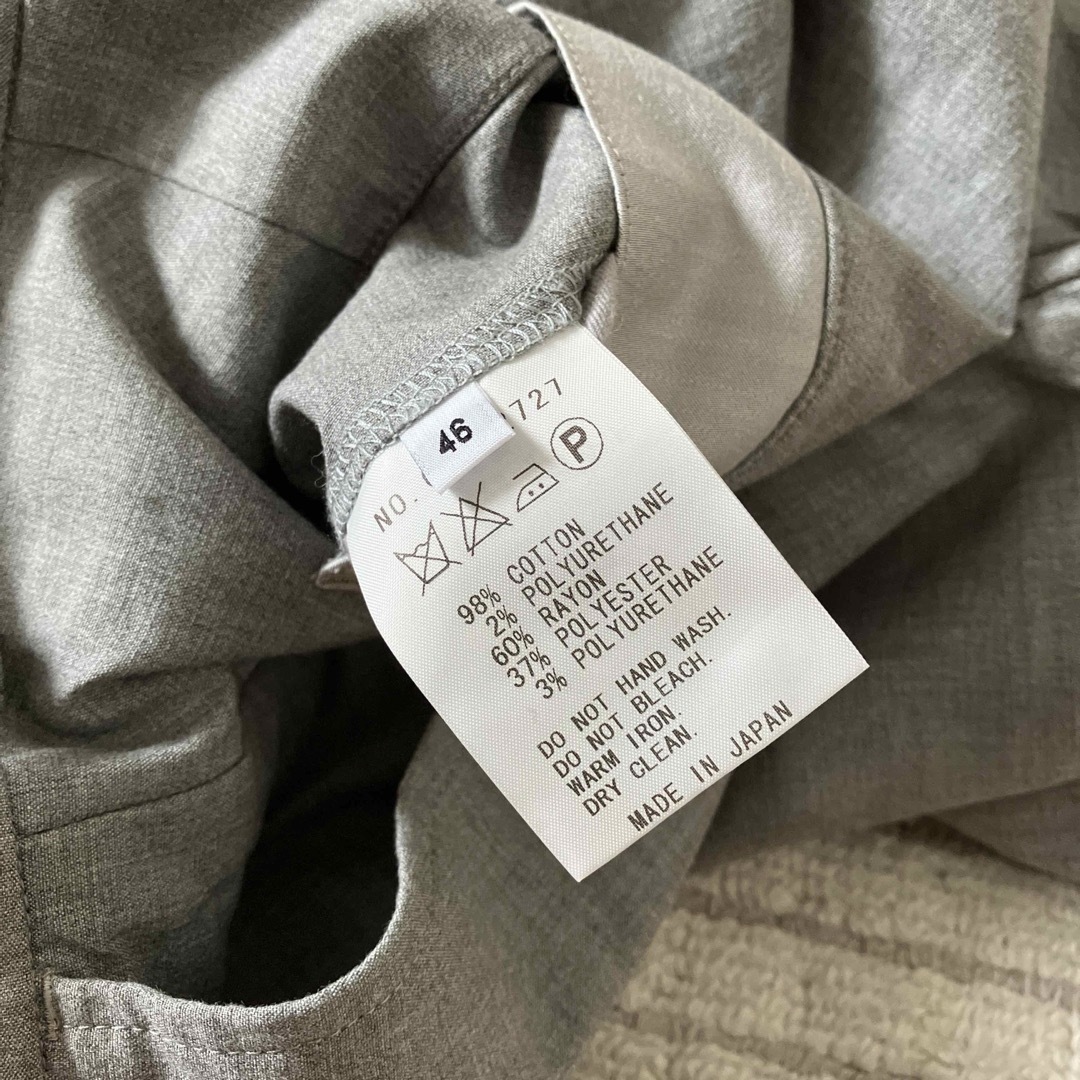 NO. 727
46
P
98% COTTON
2% POLYURETHANE
60% RAYON
37% POLYESTER
3% POLYURETHANE
DO NOT HAND WASH.
DO NOT BLEACH.
WARM IRON.
DRY CLEAN.
MADE IN JAPAN